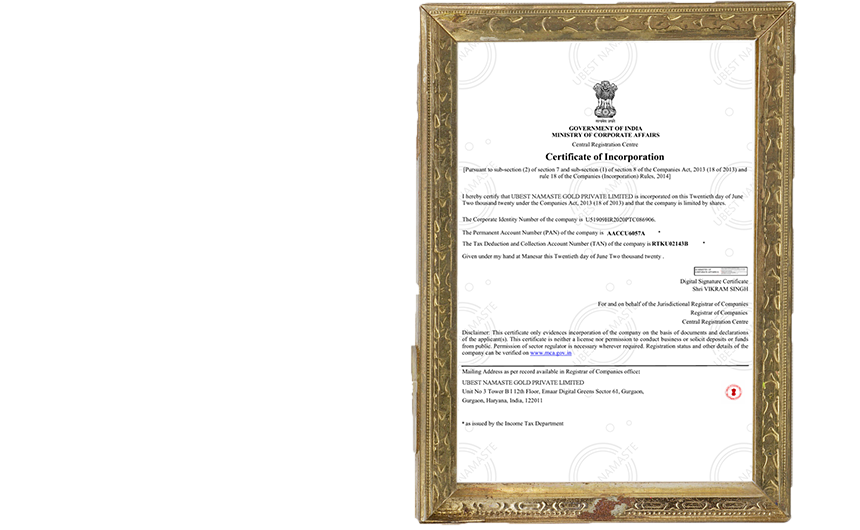 UBEST NAMASTE
UBEST NAMASTE
GOVERNMENT OF INDIA
MINISTRY OF CORPORATE AFFAIRS
Central Registration Centre
Certificate of Incorporation
[Pursuant to sub-section (2) of section 7 and sub-section (1) of section 8 of the Companies Act, 2013 (18 of 2013) and
rule 18 of the Companies (Incorporation) Rules, 2014]
I hereby certify that UBEST NAMASTE GOLD PRIVATE LIMITED is incorporated on this Twentieth day of June
Two thousand twenty under the Companies Act, 2013 (18 of 2013) and that the company is limited by shares.
The Corporate Identity Number of the company is U51909HR2020PTC086906.
The Permanent Account Number (PAN) of the company is AACCU6057A *
The Tax Deduction and Collection Account Number (TAN) of the company is RTKU02143B *
Given under my hand at Manesar this Twentieth day of June Two thousand twenty .
Digital Signature Certificate
Shri VIKRAM SINGH
For and on behalf of the Jurisdictional Registrar of Companies
Registrar of Companies
Central Registration Centre
Disclaimer: This certificate only evidences incorporation of the company on the basis of documents and declarations
of the applicant(s). This certificate is neither a license nor permission to conduct business or solicit deposits or funds
from public. Permission of sector regulator is necessary wherever required. Registration status and other details of the
company can be verified on www.mca.gov.in
Mailing Address as per record available in Registrar of Companies office:
UBEST NAMASTE GOLD PRIVATE LIMITED
Unit No 3 Tower B1 12th Floor, Emaar Digital Greens Sector 61, Gurgaon,
Gurgaon, Haryana, India, 122011
* as issued by the Income Tax Department